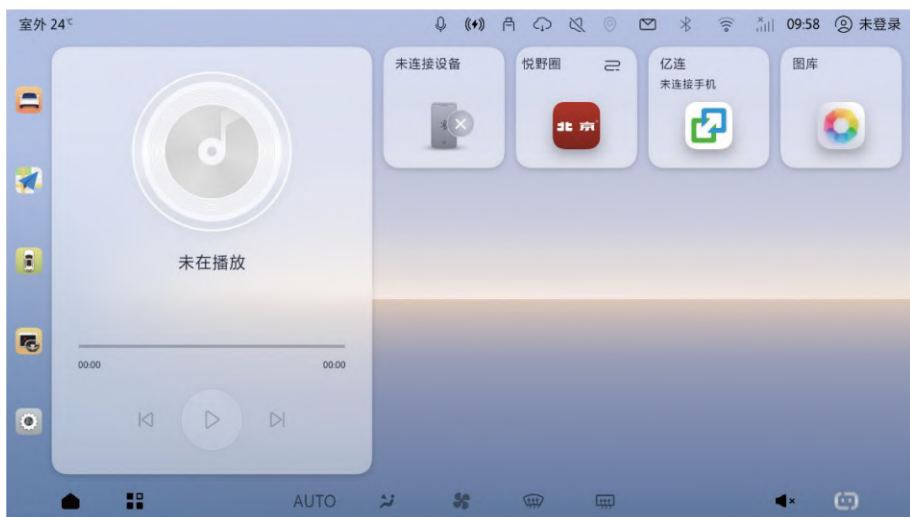 室外 24℃
09:58
未登录
未在播放
00:00
00:00
未连接设备
悦野圈
北京
亿连
未连接手机
图库
AUTO